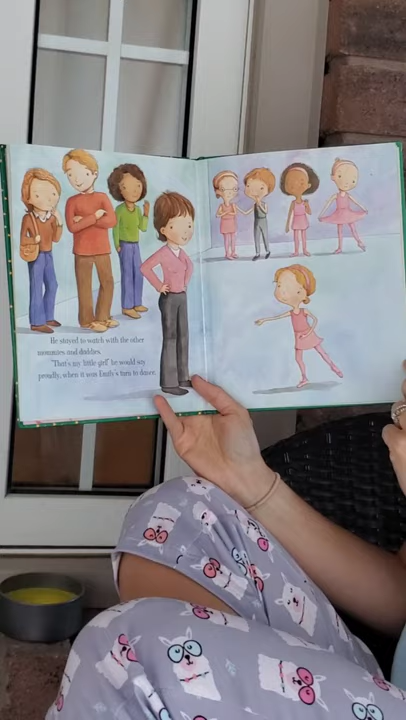 He stayed to watch with the other
mommies and daddies.
"That's my little girl!" he would say
proudly, when it was Emily's turn to dance.